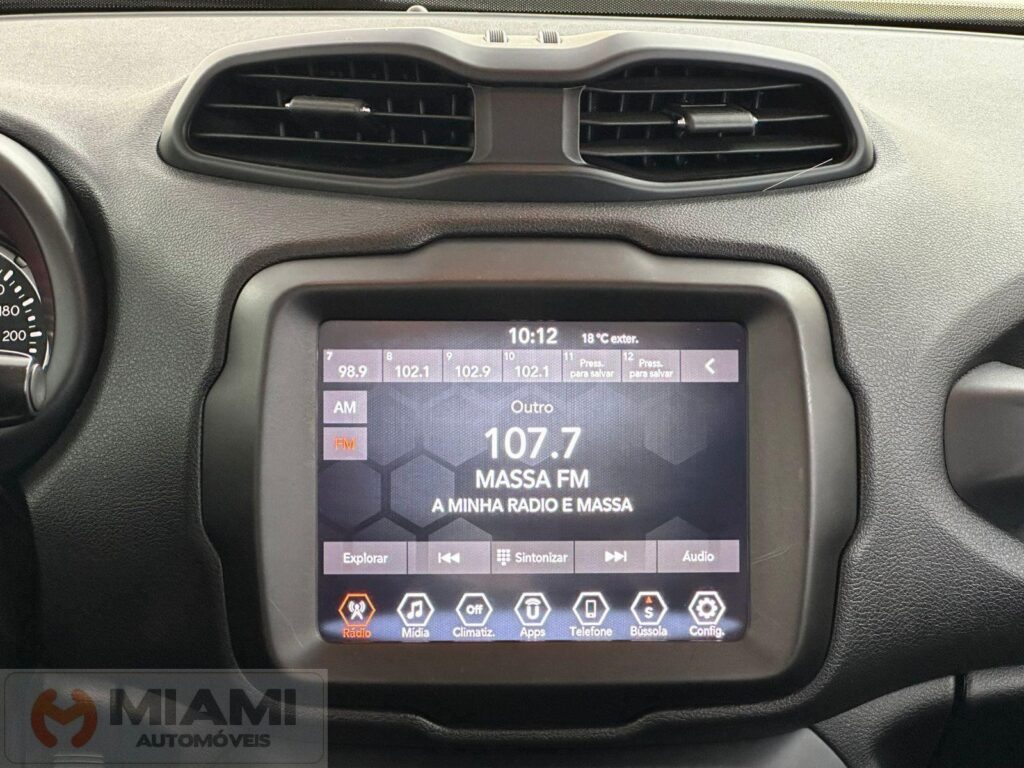 10:12 18 °C exter.
7 98.9 8 102.1 9 102.9 10 102.1 11 Press. para salvar 12 Press. para salvar
AM
Outro
FM
107.7
MASSA FM
A MINHA RADIO E MASSA
Explorar Sintonizar Áudio
Off U S
Rádio Mídia Climatiz. Apps Telefone Bússola Config.
180
200
MIAMI
AUTOMÓVEIS